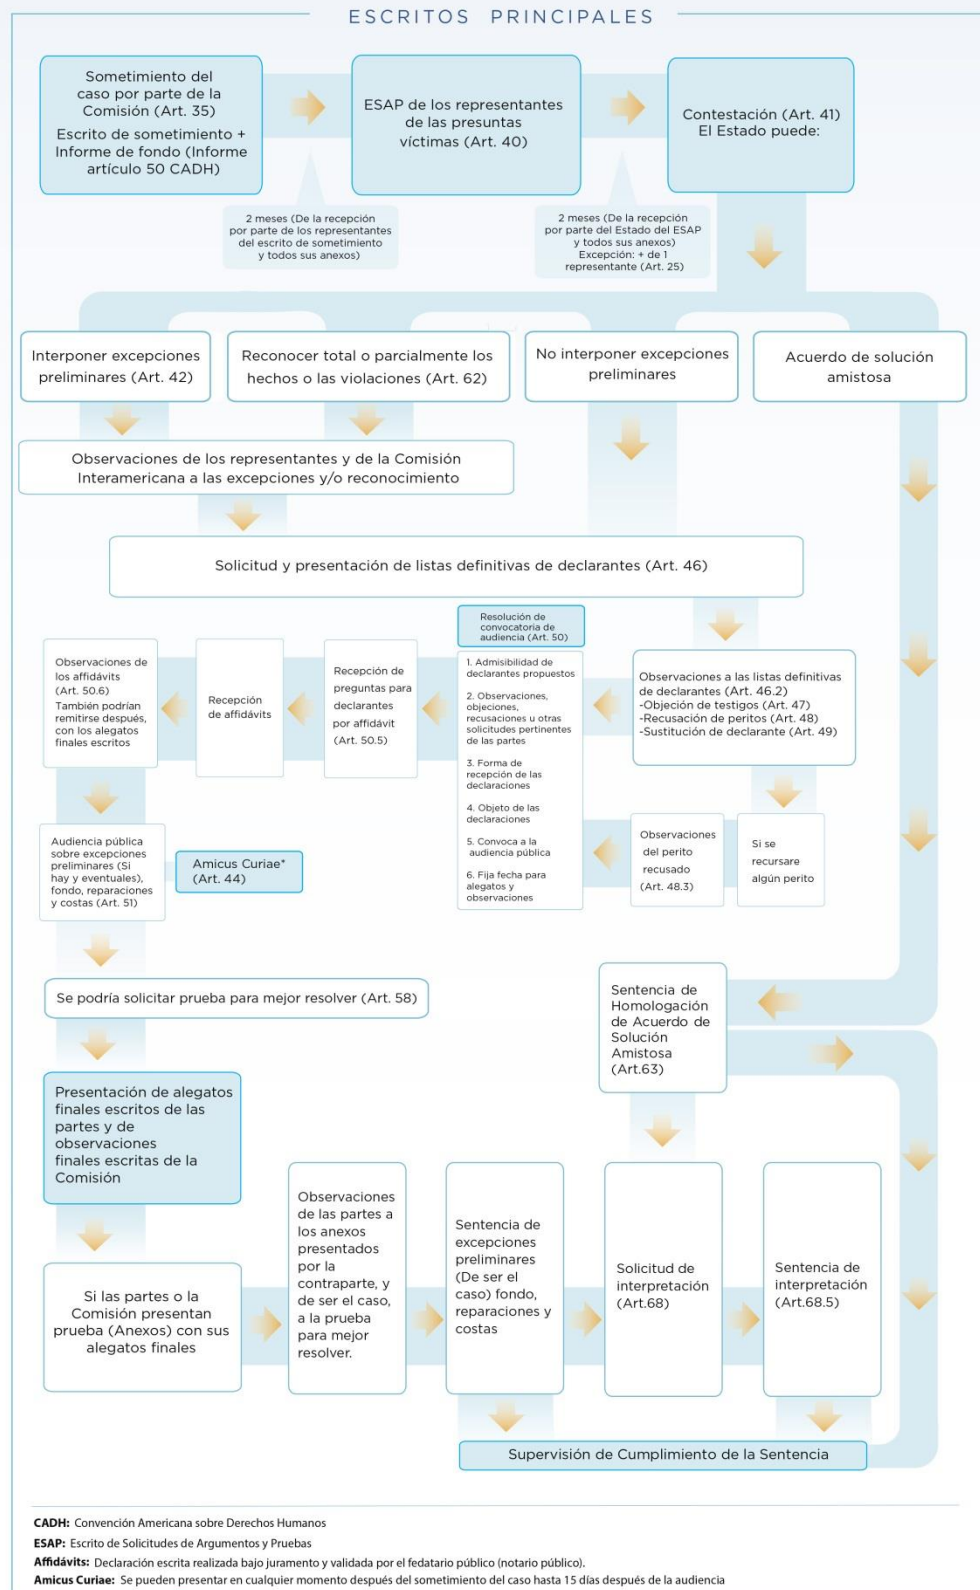 ESCRITOS PRINCIPALES
Sometimiento del
caso por parte de la
Comisión (Art. 35)
Escrito de sometimiento +
Informe de fondo (Informe
artículo 50 CADH)
ESAP de los representantes
de las presuntas
víctimas (Art. 40)
Contestación (Art. 41)
El Estado puede:
2 meses (De la recepción
por parte de los representantes
del escrito de sometimiento
y todos sus anexos)
2 meses (De la recepción
por parte del Estado del ESAP
y todos sus anexos)
Excepción: + de 1
representante (Art. 25)
Interponer excepciones
preliminares (Art. 42)
Reconocer total o parcialmente los
hechos o las violaciones (Art. 62)
No interponer excepciones
preliminares
Acuerdo de solución
amistosa
Observaciones de los representantes y de la Comisión
Interamericana a las excepciones y/o reconocimiento
Solicitud y presentación de listas definitivas de declarantes (Art. 46)
Observaciones de
los affidávits
(Art. 50.6)
También podrían
remitirse después,
con los alegatos
finales escritos
Recepción
de affidávits
Recepción de
preguntas para
declarantes
por affidávit
(Art. 50.5)
Resolución de
convocatoria de
audiencia (Art. 50)
1. Admisibilidad de
declarantes propuestos
2. Observaciones,
objeciones,
recusaciones u otras
solicitudes pertinentes
de las partes
3. Forma de
recepción de las
declaraciones
4. Objeto de las
declaraciones
5. Convoca a la
audiencia pública
6. Fija fecha para
alegatos y
observaciones
Observaciones a las listas definitivas
de declarantes (Art. 46.2)
-Objeción de testigos (Art. 47)
-Recusación de peritos (Art. 48)
-Sustitución de declarante (Art. 49)
Observaciones
del perito
recusado
(Art. 48.3)
Si se
recursare
algún perito
Audiencia pública
sobre excepciones
preliminares (Si
hay y eventuales),
fondo, reparaciones
y costas (Art. 51)
Amicus Curiae*
(Art. 44)
Se podría solicitar prueba para mejor resolver (Art. 58)
Sentencia de
Homologación
de Acuerdo de
Solución
Amistosa
(Art.63)
Presentación de alegatos
finales escritos de las
partes y de
observaciones
finales escritas de la
Comisión
Si las partes o la
Comisión presentan
prueba (Anexos) con sus
alegatos finales
Observaciones
de las partes a
los anexos
presentados
por la
contraparte, y
de ser el caso,
a la prueba
para mejor
resolver.
Sentencia de
excepciones
preliminares
(De ser el
caso) fondo,
reparaciones y
costas
Solicitud de
interpretación
(Art.68)
Sentencia de
interpretación
(Art.68.5)
Supervisión de Cumplimiento de la Sentencia
CADH: Convención Americana sobre Derechos Humanos
ESAP: Escrito de Solicitudes de Argumentos y Pruebas
Affidávits: Declaración escrita realizada bajo juramento y validada por el fedatario público (notario público).
Amicus Curiae: Se pueden presentar en cualquier momento después del sometimiento del caso hasta 15 días después de la audiencia